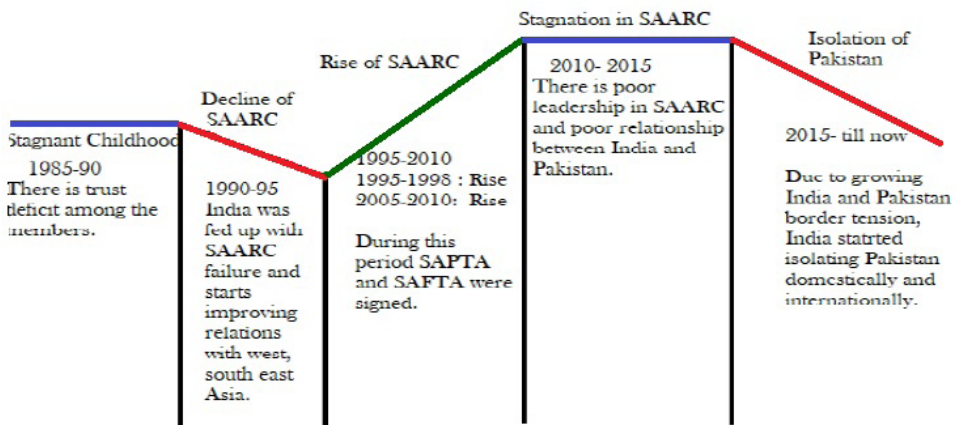 Stagnant Childhood
1985-90
There is trust
deficit among the
members.
Decline of
SAARC
1990-95
India was
fed up with
SAARC
failure and
starts
improving
relations
with west,
south east
Asia.
Rise of SAARC
1995-2010
1995-1998 : Rise
2005-2010: Rise
During this
period SAPTA
and SAFTA were
signed.
Stagnation in SAARC
2010- 2015
There is poor
leadership in SAARC
and poor relationship
between India and
Pakistan.
Isolation of
Pakistan
2015- till now
Due to growing
India and Pakistan
border tension,
India statrted
isolating Pakistan
domestically and
internationally.